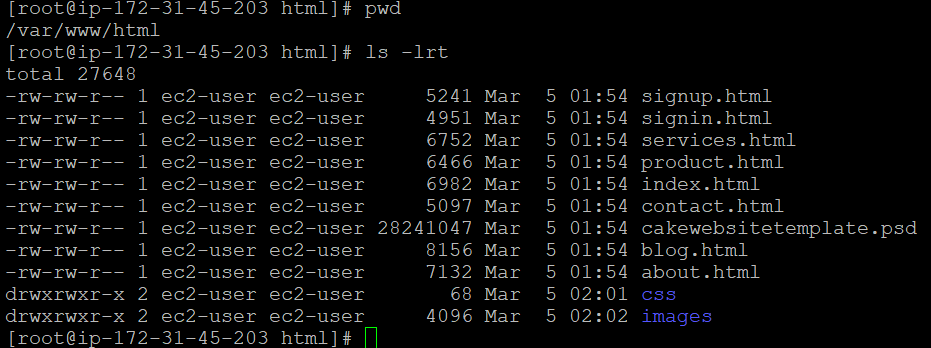 [root@ip-172-31-45-203 html]# pwd
/var/www/html
[root@ip-172-31-45-203 html]# ls -lrt
total 27648
-rw-rw-r-- 1 ec2-user ec2-user     5241 Mar  5 01:54 signup.html
-rw-rw-r-- 1 ec2-user ec2-user     4951 Mar  5 01:54 signin.html
-rw-rw-r-- 1 ec2-user ec2-user     6752 Mar  5 01:54 services.html
-rw-rw-r-- 1 ec2-user ec2-user     6466 Mar  5 01:54 product.html
-rw-rw-r-- 1 ec2-user ec2-user     6982 Mar  5 01:54 index.html
-rw-rw-r-- 1 ec2-user ec2-user     5097 Mar  5 01:54 contact.html
-rw-rw-r-- 1 ec2-user ec2-user 28241047 Mar  5 01:54 cakewebsitetemplate.psd
-rw-rw-r-- 1 ec2-user ec2-user     8156 Mar  5 01:54 blog.html
-rw-rw-r-- 1 ec2-user ec2-user     7132 Mar  5 01:54 about.html
drwxrwxr-x 2 ec2-user ec2-user       68 Mar  5 02:01 css
drwxrwxr-x 2 ec2-user ec2-user     4096 Mar  5 02:02 images
[root@ip-172-31-45-203 html]#